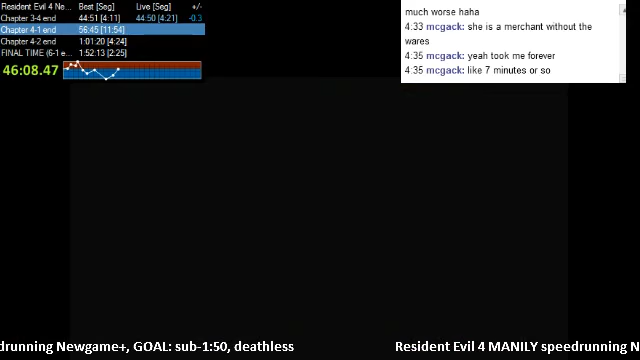 Resident Evil 4 Ne... Best [Seg] Live [Seg] +/-
Chapter 3-4 end 44:51 [4:11] 44:50 [4:21] -0.3
Chapter 4-1 end 56:45 [11:54]
Chapter 4-2 end 1:01:20 [4:24]
FINAL TIME (6-1 e... 1:52:13 [2:25]
46:08.47
much worse haha
4:33 mcgack: she is a merchant without the
wares
4:35 mcgack: yeah took me forever
4:35 mcgack: like 7 minutes or so
drunning Newgame+, GOAL: sub-1:50, deathless
Resident Evil 4 MANILY speedrunning N